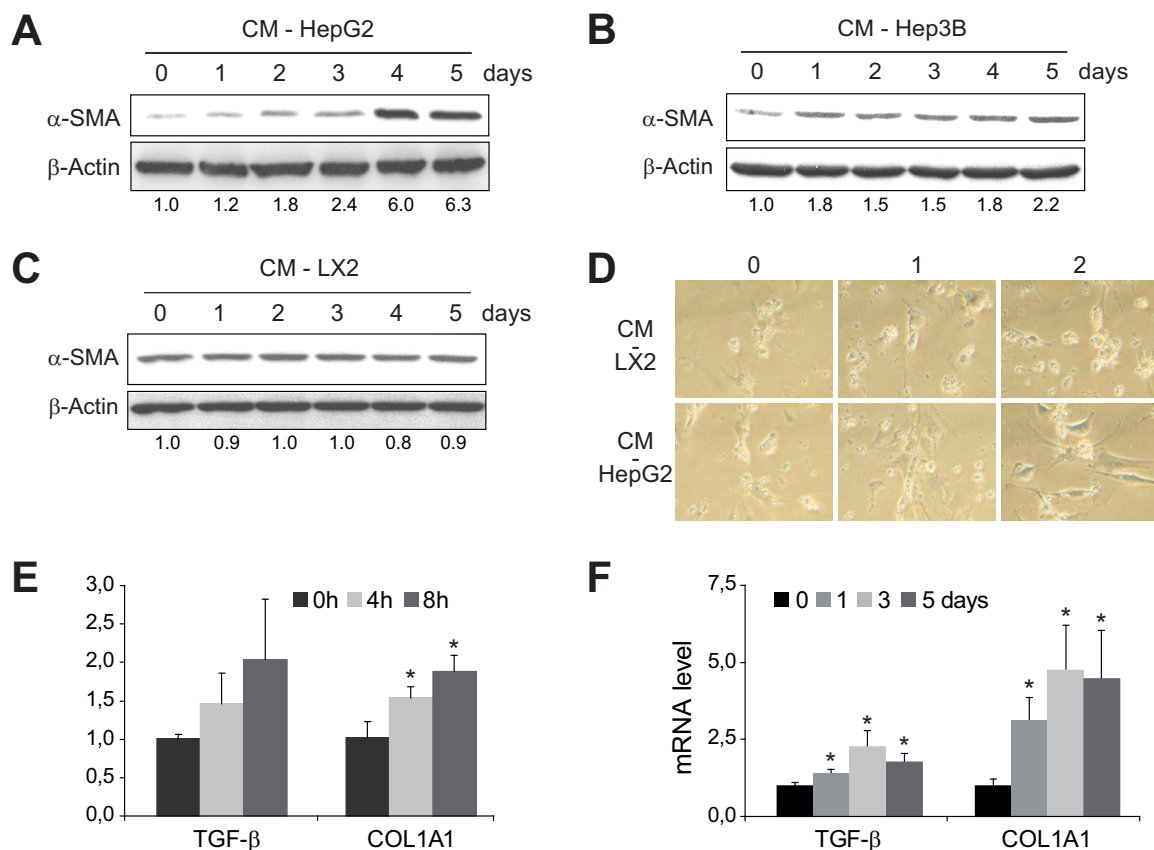 A
CM - HepG2
0 1 2 3 4 5 days
α-SMA
β-Actin
1.0 1.2 1.8 2.4 6.0 6.3
B
CM - Hep3B
0 1 2 3 4 5 days
α-SMA
β-Actin
1.0 1.8 1.5 1.5 1.8 2.2
C
CM - LX2
0 1 2 3 4 5 days
α-SMA
β-Actin
1.0 0.9 1.0 1.0 0.8 0.9
D
0 1 2
CM
-
LX2
CM
-
HepG2
E
3,0
2,5
2,0
1,5
1,0
0,5
0,0
0h 4h 8h
* *
TGF-β COL1A1
F
mRNA level
7,5
5,0
2,5
0,0
0 1 3 5 days
* * * * * *
TGF-β COL1A1